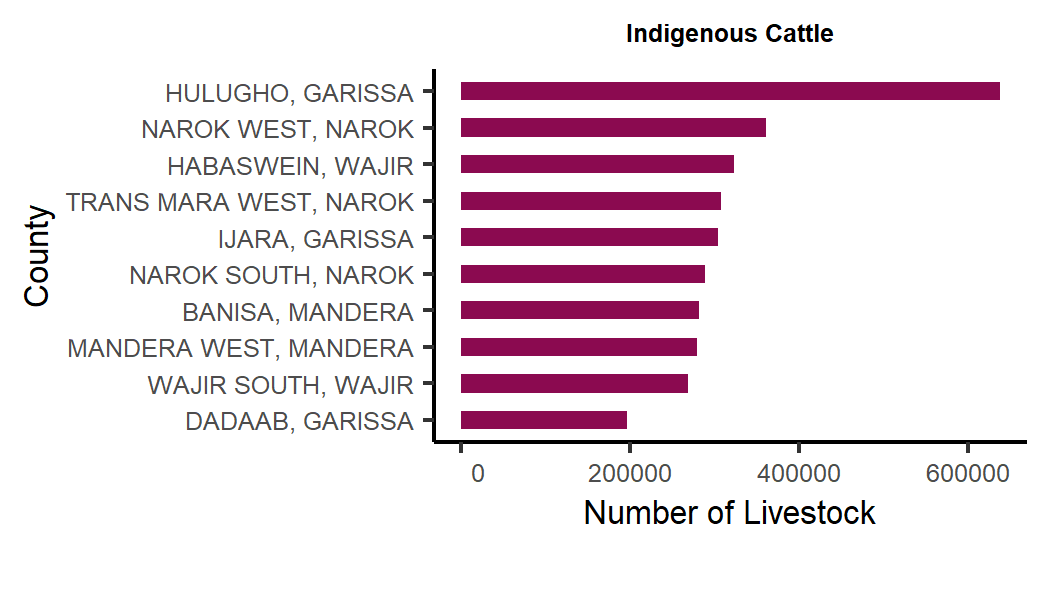 Indigenous Cattle
County
HULUGHO, GARISSA
NAROK WEST, NAROK
HABASWEIN, WAJIR
TRANS MARA WEST, NAROK
IJARA, GARISSA
NAROK SOUTH, NAROK
BANISA, MANDERA
MANDERA WEST, MANDERA
WAJIR SOUTH, WAJIR
DADAAB, GARISSA
0 200000 400000 600000
Number of Livestock